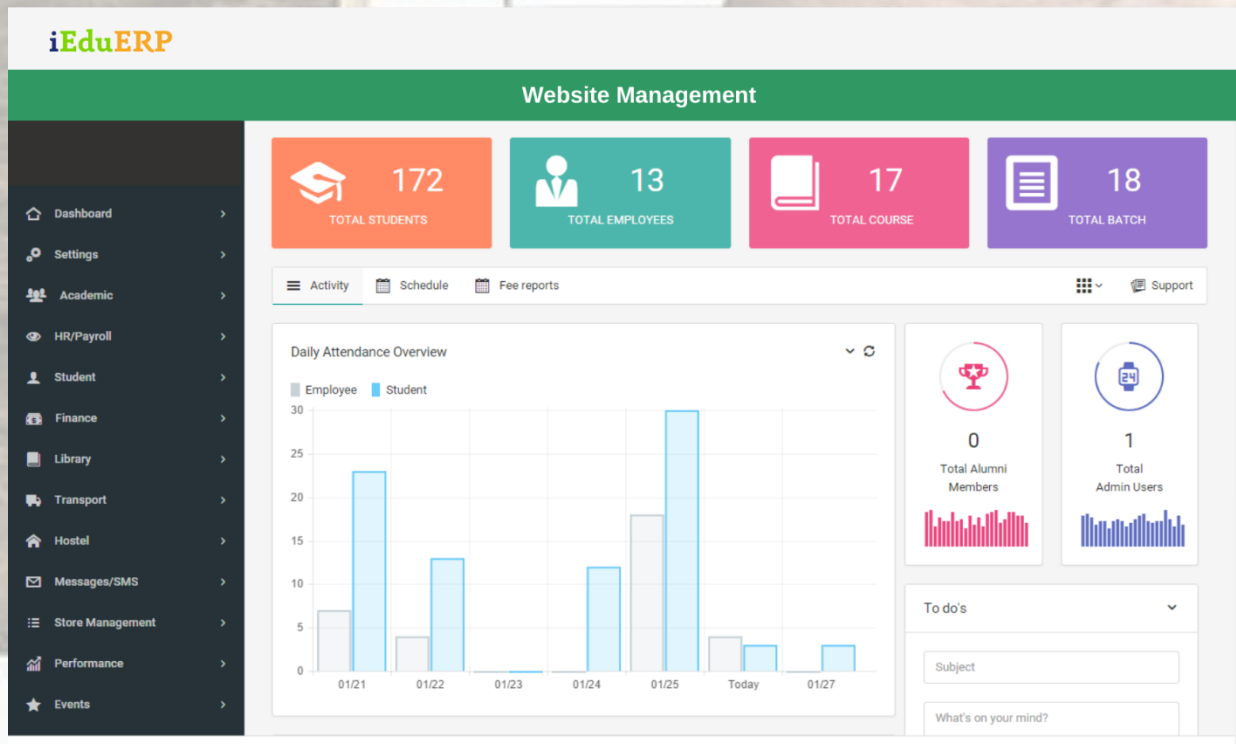 iEduERP
Website Management
Dashboard
Settings
Academic
HR/Payroll
Student
Finance
Library
Transport
Hostel
Messages/SMS
Store Management
Performance
Events
172
TOTAL STUDENTS
13
TOTAL EMPLOYEES
17
TOTAL COURSE
18
TOTAL BATCH
Activity Schedule Fee reports Support
Daily Attendance Overview
Employee Student
30
25
20
15
10
5
0
01/21 01/22 01/23 01/24 01/25 Today 01/27
0
Total Alumni
Members
24
1
Total
Admin Users
To do's
Subject
What's on your mind?